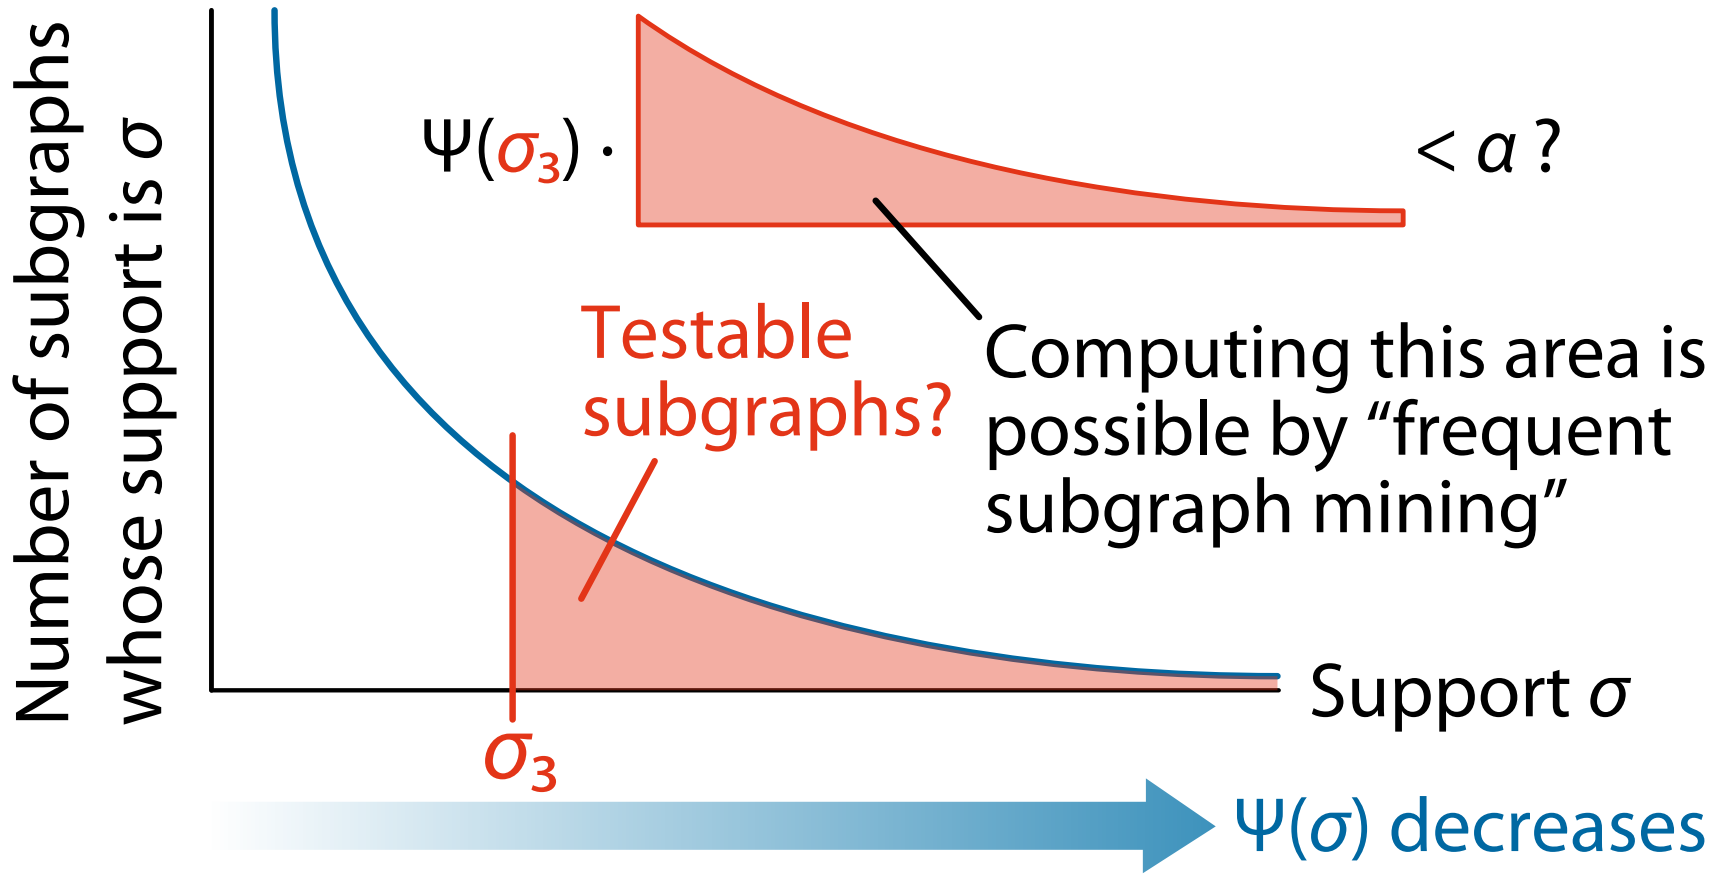 Number of subgraphs
whose support is σ
Ψ(σ₃) ·
< α ?
Testable
subgraphs?
Computing this area is
possible by “frequent
subgraph mining”
Support σ
σ₃
Ψ(σ) decreases